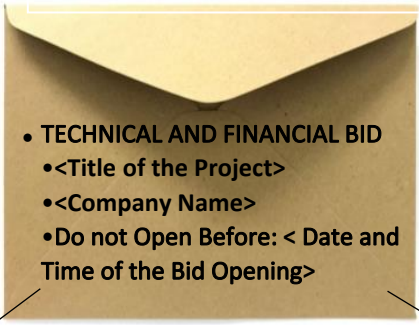 • TECHNICAL AND FINANCIAL BID
•<Title of the Project>
•<Company Name>
•Do not Open Before: < Date and
Time of the Bid Opening>